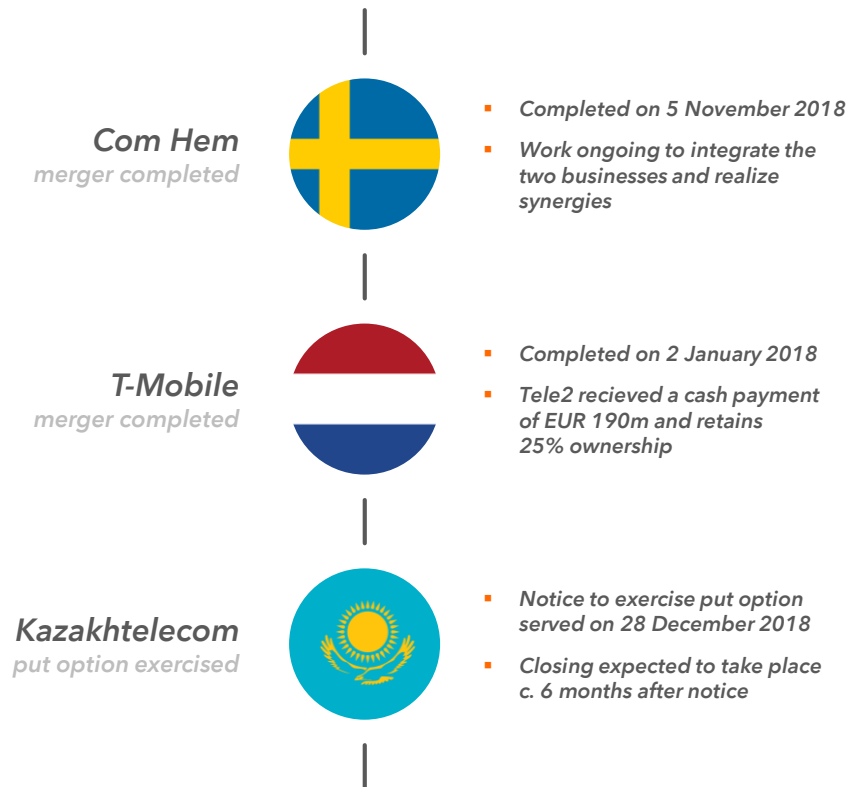 Com Hem
merger completed
▪ Completed on 5 November 2018
▪ Work ongoing to integrate the
two businesses and realize
synergies
T-Mobile
merger completed
▪ Completed on 2 January 2018
▪ Tele2 recieved a cash payment
of EUR 190m and retains
25% ownership
Kazakhtelecom
put option exercised
▪ Notice to exercise put option
served on 28 December 2018
▪ Closing expected to take place
c. 6 months after notice